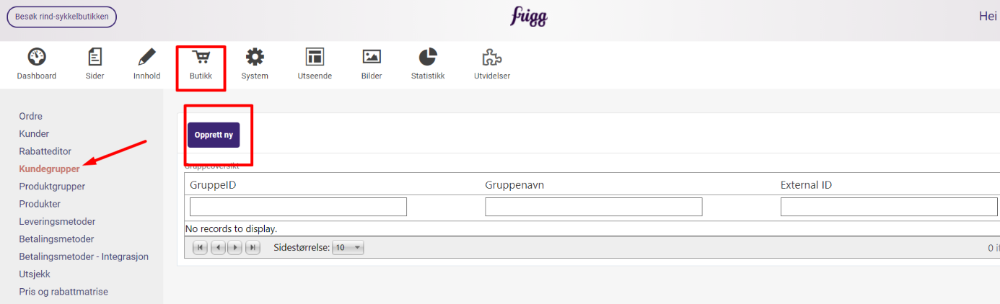 Besøk rind-sykkelbutikken
frigg
Hei
Dashboard Sider Innhold Butikk System Utseende Bilder Statistikk Utvidelser
Ordre
Kunder
Rabatteditor
Kundegrupper
Produktgrupper
Produkter
Leveringsmetoder
Betalingsmetoder
Betalingsmetoder - Integrasjon
Utsjekk
Pris og rabattmatrise
Opprett ny
Gruppeoversikt
GruppeID Gruppenavn External ID
No records to display.
Sidestørrelse: 10
0 it